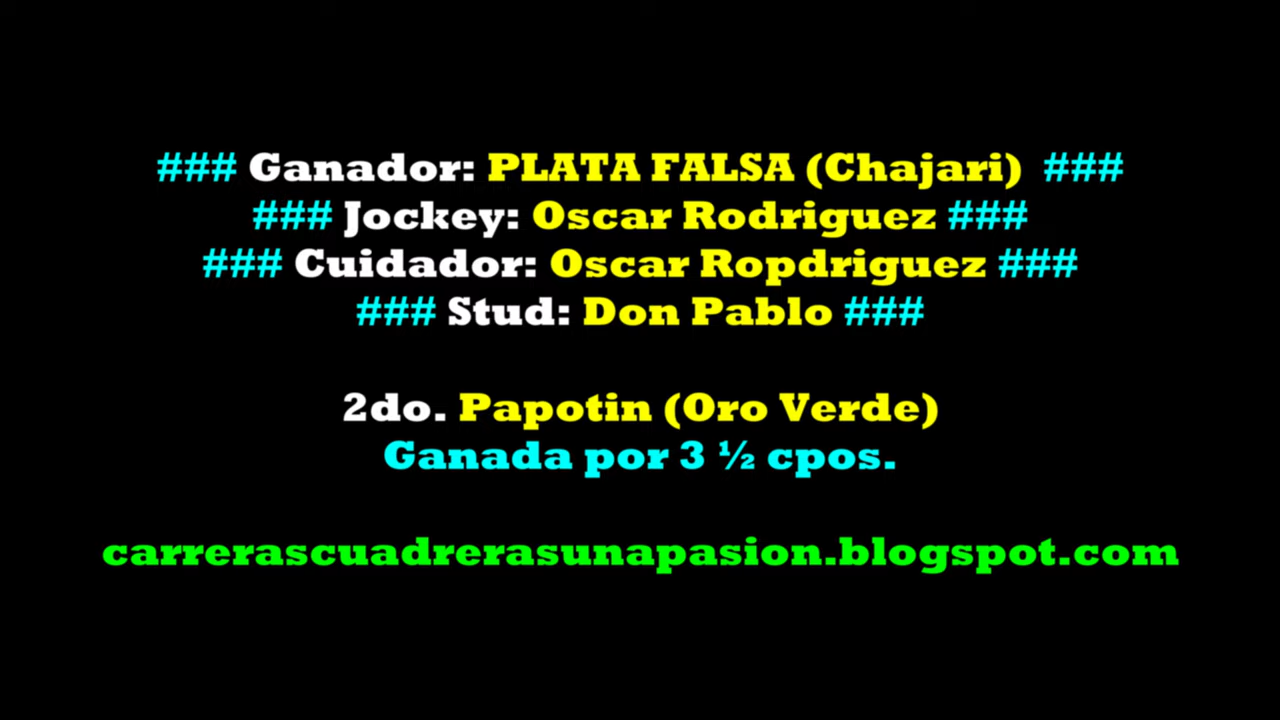 ### Ganador: PLATA FALSA (Chajari) ###
### Jockey: Oscar Rodriguez ###
### Cuidador: Oscar Ropdriguez ###
### Stud: Don Pablo ###
2do. Papotin (Oro Verde)
Ganada por 3 ½ cpos.
carrerascuadrerasunapasion.blogspot.com